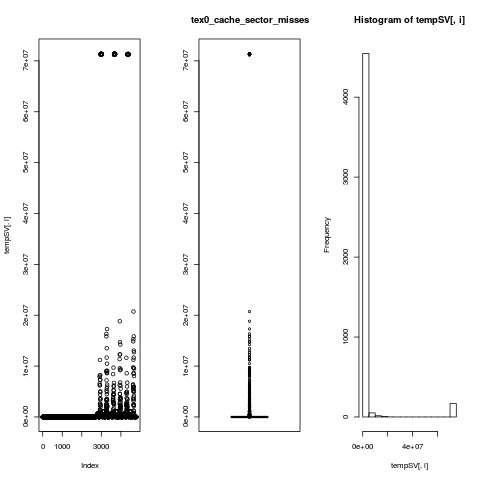 tex0_cache_sector_misses
Histogram of tempSV[, i]
tempSV[, i]
0e+00
1e+07
2e+07
3e+07
4e+07
5e+07
6e+07
7e+07
0
1000
3000
Index
0e+00
1e+07
2e+07
3e+07
4e+07
5e+07
6e+07
7e+07
Frequency
0
1000
2000
3000
4000
0e+00
4e+07
tempSV[, i]